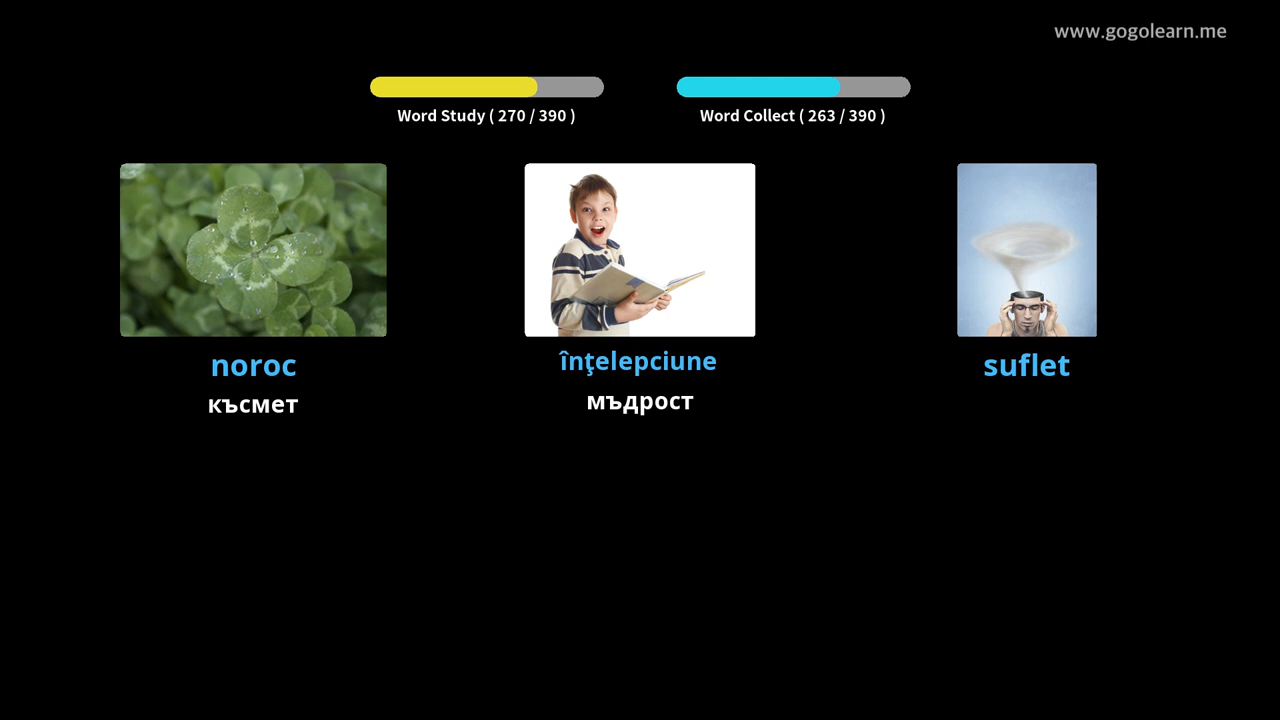 www.gogolearn.me
Word Study ( 270 / 390 )
Word Collect ( 263 / 390 )
noroc
înţelepciune
suflet
късмет
мъдрост